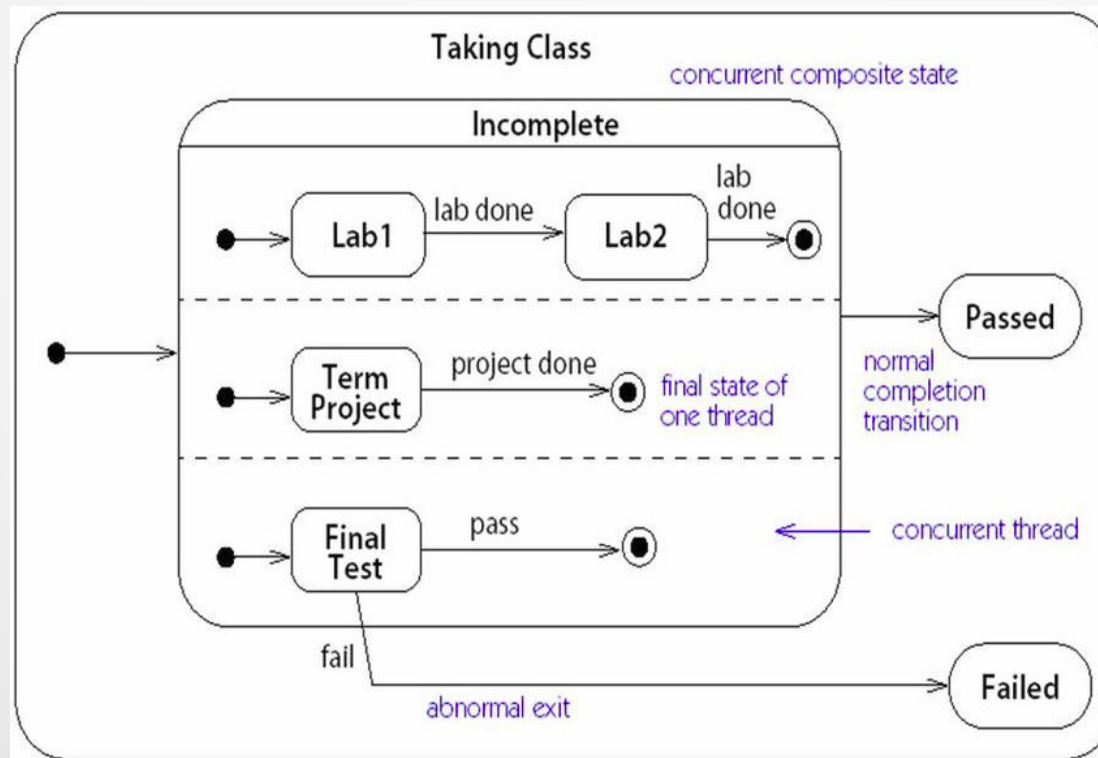 Taking Class
concurrent composite state
Incomplete
lab
done
lab done
Lab1
Lab2
Passed
project done
Term
Project
final state of
one thread
normal
completion
transition
pass
Final
Test
concurrent thread
fail
Failed
abnormal exit